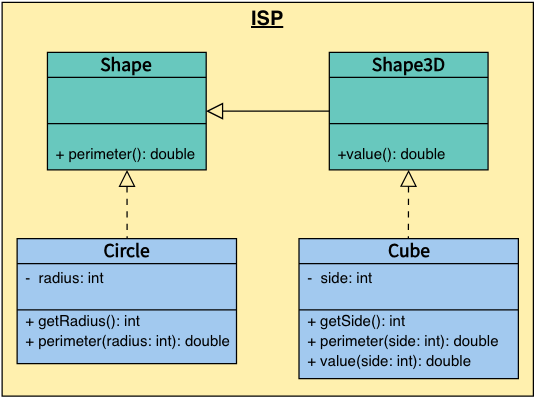 ISP
Shape
+ perimeter(): double
Shape3D
+value(): double
Circle
- radius: int
+ getRadius(): int
+ perimeter(radius: int): double
Cube
- side: int
+ getSide(): int
+ perimeter(side: int): double
+ value(side: int): double